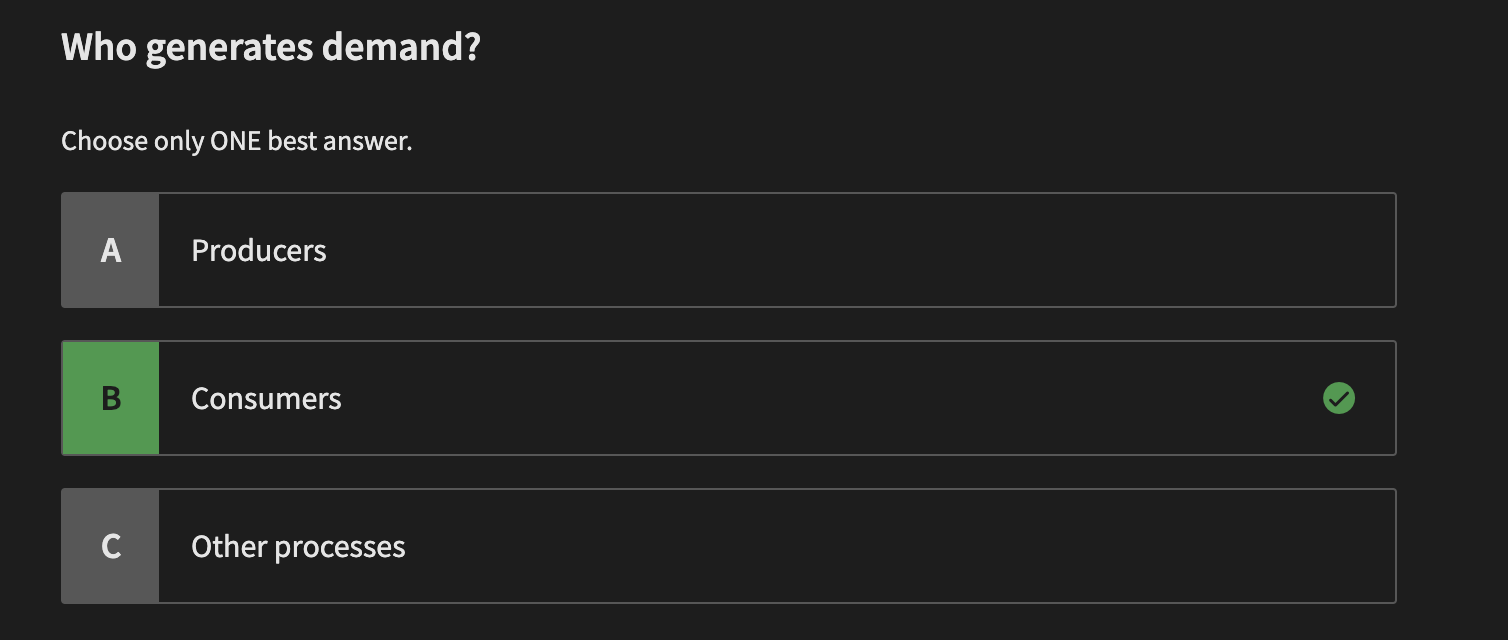 Who generates demand?
Choose only ONE best answer.
A
Producers
B
Consumers
C
Other processes